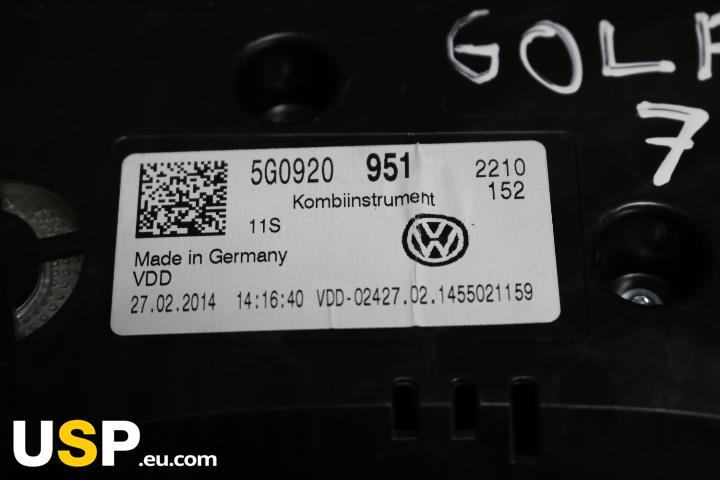 GOLF
7
5G0920 951 2210
Kombiinstrument 152
11S
Made in Germany
VDD
27.02.2014 14:16:40 VDD-02427.02.1455021159
USP.eu.com